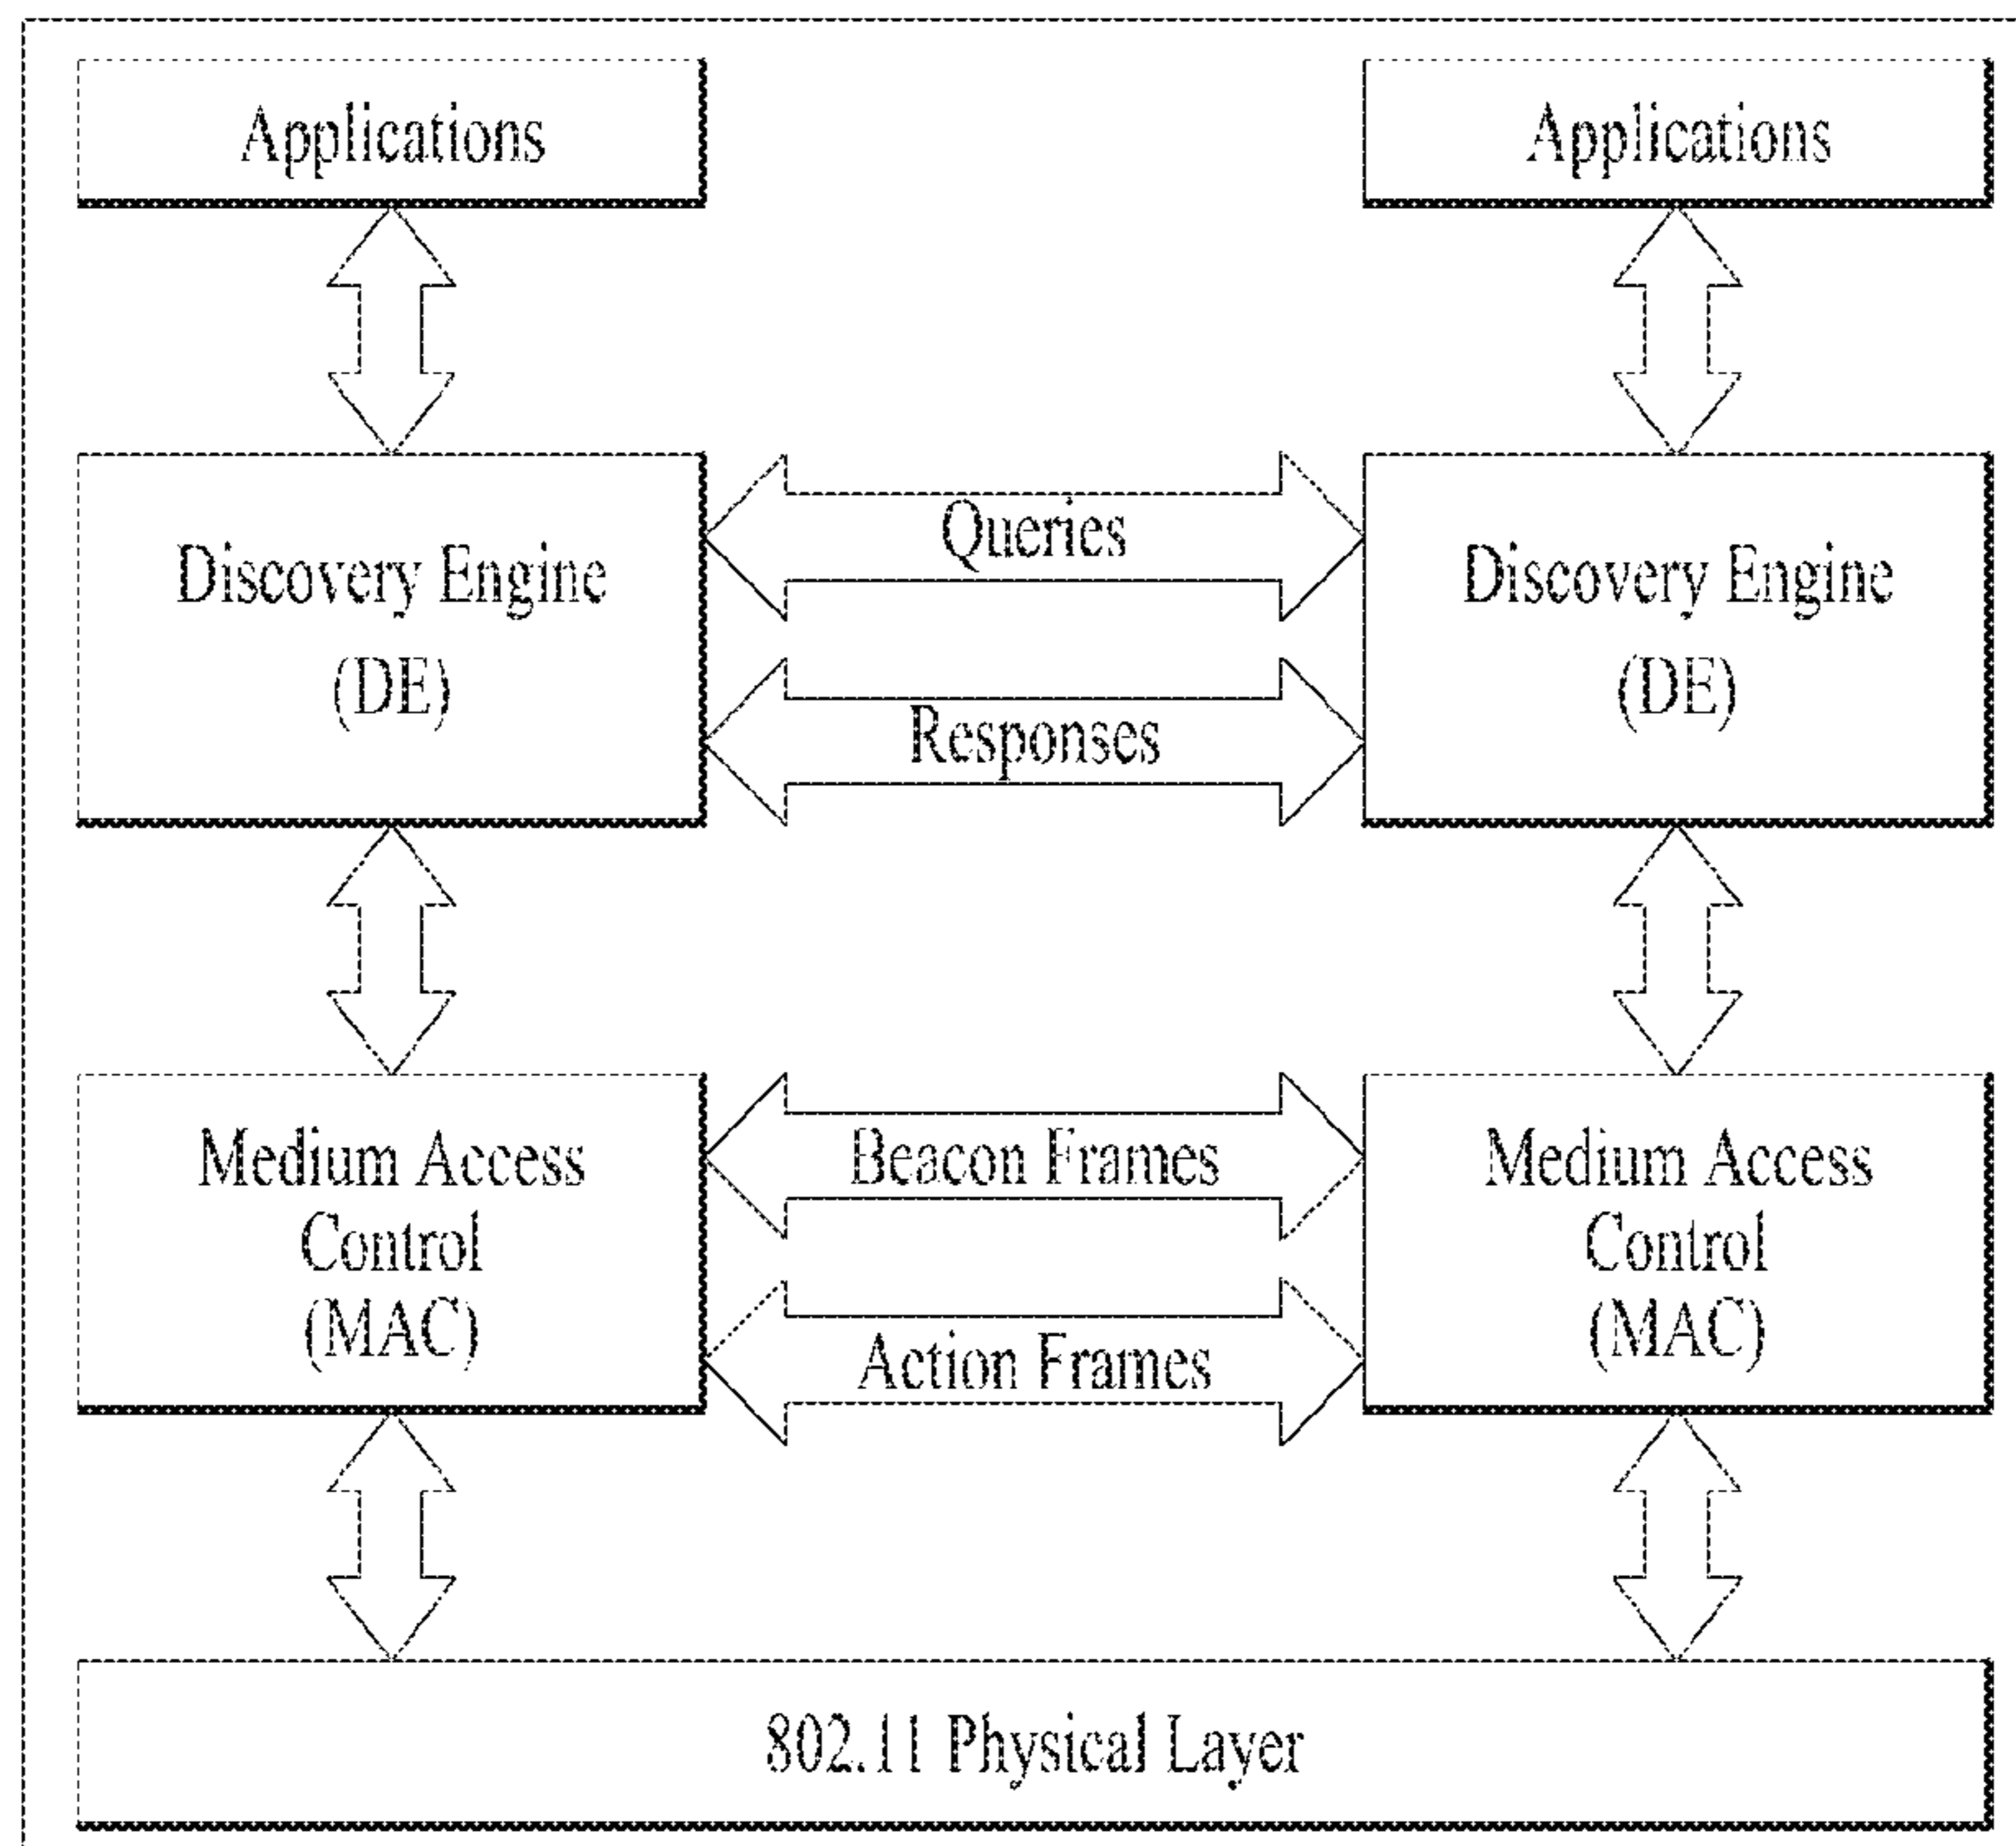 Applications
Applications
Discovery Engine
(DE)
Queries
Responses
Discovery Engine
(DE)
Medium Access
Control
(MAC)
Beacon Frames
Action Frames
Medium Access
Control
(MAC)
802.11 Physical Layer